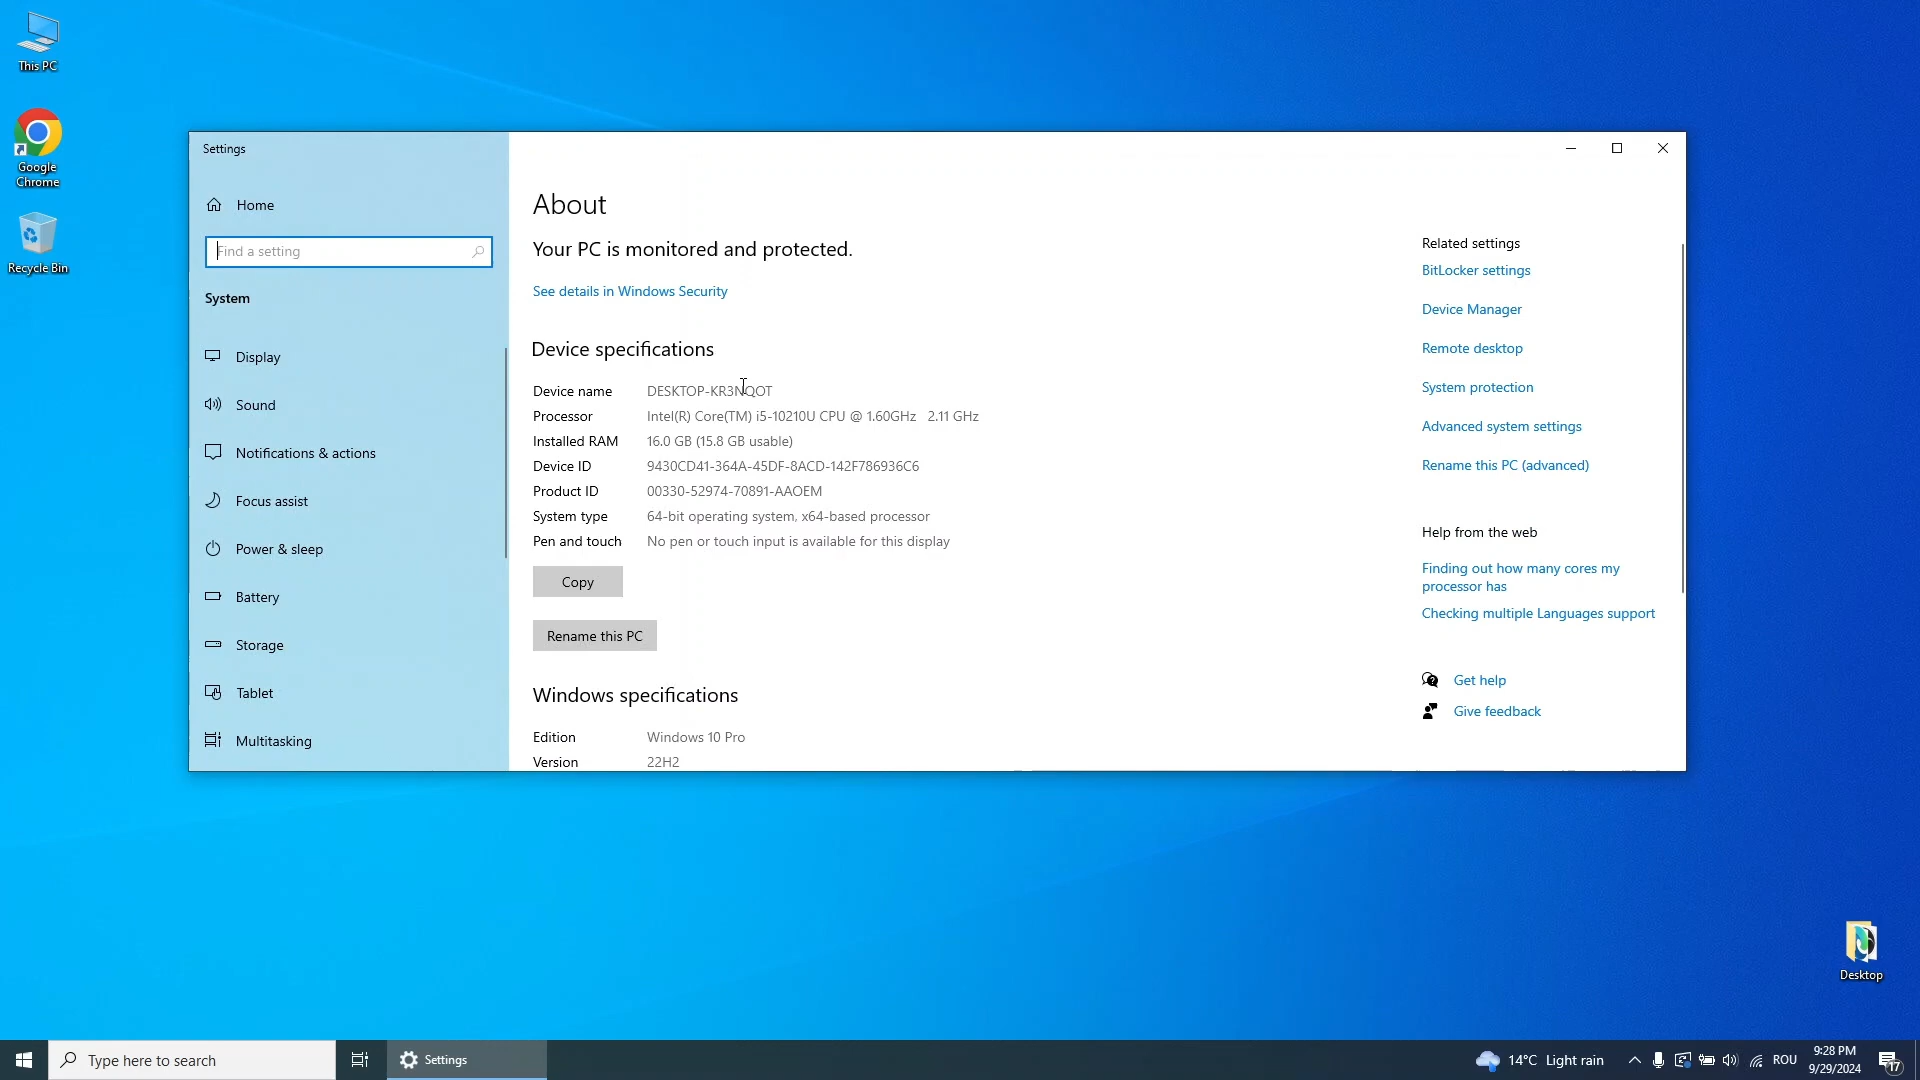 This PC
Google
Chrome
Recycle Bin
Settings
Home
Find a setting
System
Display
Sound
Notifications & actions
Focus assist
Power & sleep
Battery
Storage
Tablet
Multitasking
About
Your PC is monitored and protected.
See details in Windows Security
Device specifications
Device name DESKTOP-KR3NQOT
Processor Intel(R) Core(TM) i5-10210U CPU @ 1.60GHz 2.11 GHz
Installed RAM 16.0 GB (15.8 GB usable)
Device ID 9430CD41-364A-45DF-8ACD-142F786936C6
Product ID 00330-52974-70891-AAOEM
System type 64-bit operating system, x64-based processor
Pen and touch No pen or touch input is available for this display
Copy
Rename this PC
Windows specifications
Edition Windows 10 Pro
Version 22H2
Related settings
BitLocker settings
Device Manager
Remote desktop
System protection
Advanced system settings
Rename this PC (advanced)
Help from the web
Finding out how many cores my
processor has
Checking multiple Languages support
Get help
Give feedback
Desktop
Type here to search
Settings
14°C Light rain
ROU
9:28 PM
9/29/2024
17